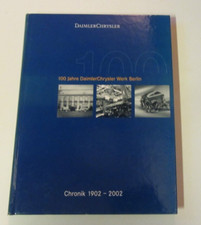 DAIMLERCHRYSLER
100
100 Jahre DaimlerChrysler Werk Berlin
Chronik 1902 – 2002